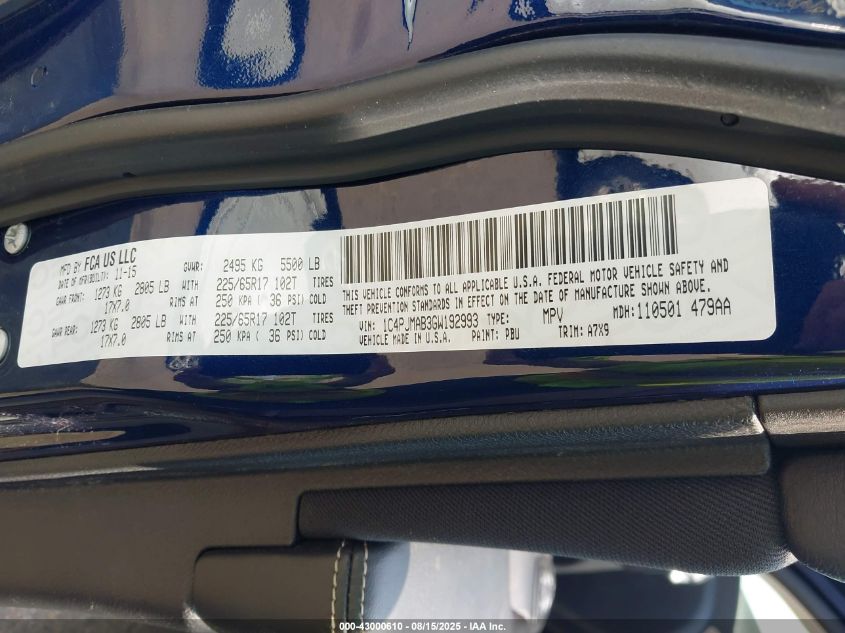 MFD BY FCA US LLC
DATE OF MFR(BUILT): 11-15 GVWR: 2495 KG 5500 LB
GAWR FRONT: 1273 KG 2805 LB WITH 225/65R17 102T TIRES
17X7.0 RIMS AT 250 KPA ( 36 PSI) COLD
GAWR REAR: 1273 KG 2805 LB WITH 225/65R17 102T TIRES
17X7.0 RIMS AT 250 KPA ( 36 PSI) COLD
THIS VEHICLE CONFORMS TO ALL APPLICABLE U.S.A. FEDERAL MOTOR VEHICLE SAFETY AND
THEFT PREVENTION STANDARDS IN EFFECT ON THE DATE OF MANUFACTURE SHOWN ABOVE.
VIN: 1C4PJMAB3GW192993 TYPE: MPV MDH: 110501 479AA
VEHICLE MADE IN U.S.A. PAINT: PBU TRIM: A7X9
000-43000610 - 08/15/2025 - IAA Inc.